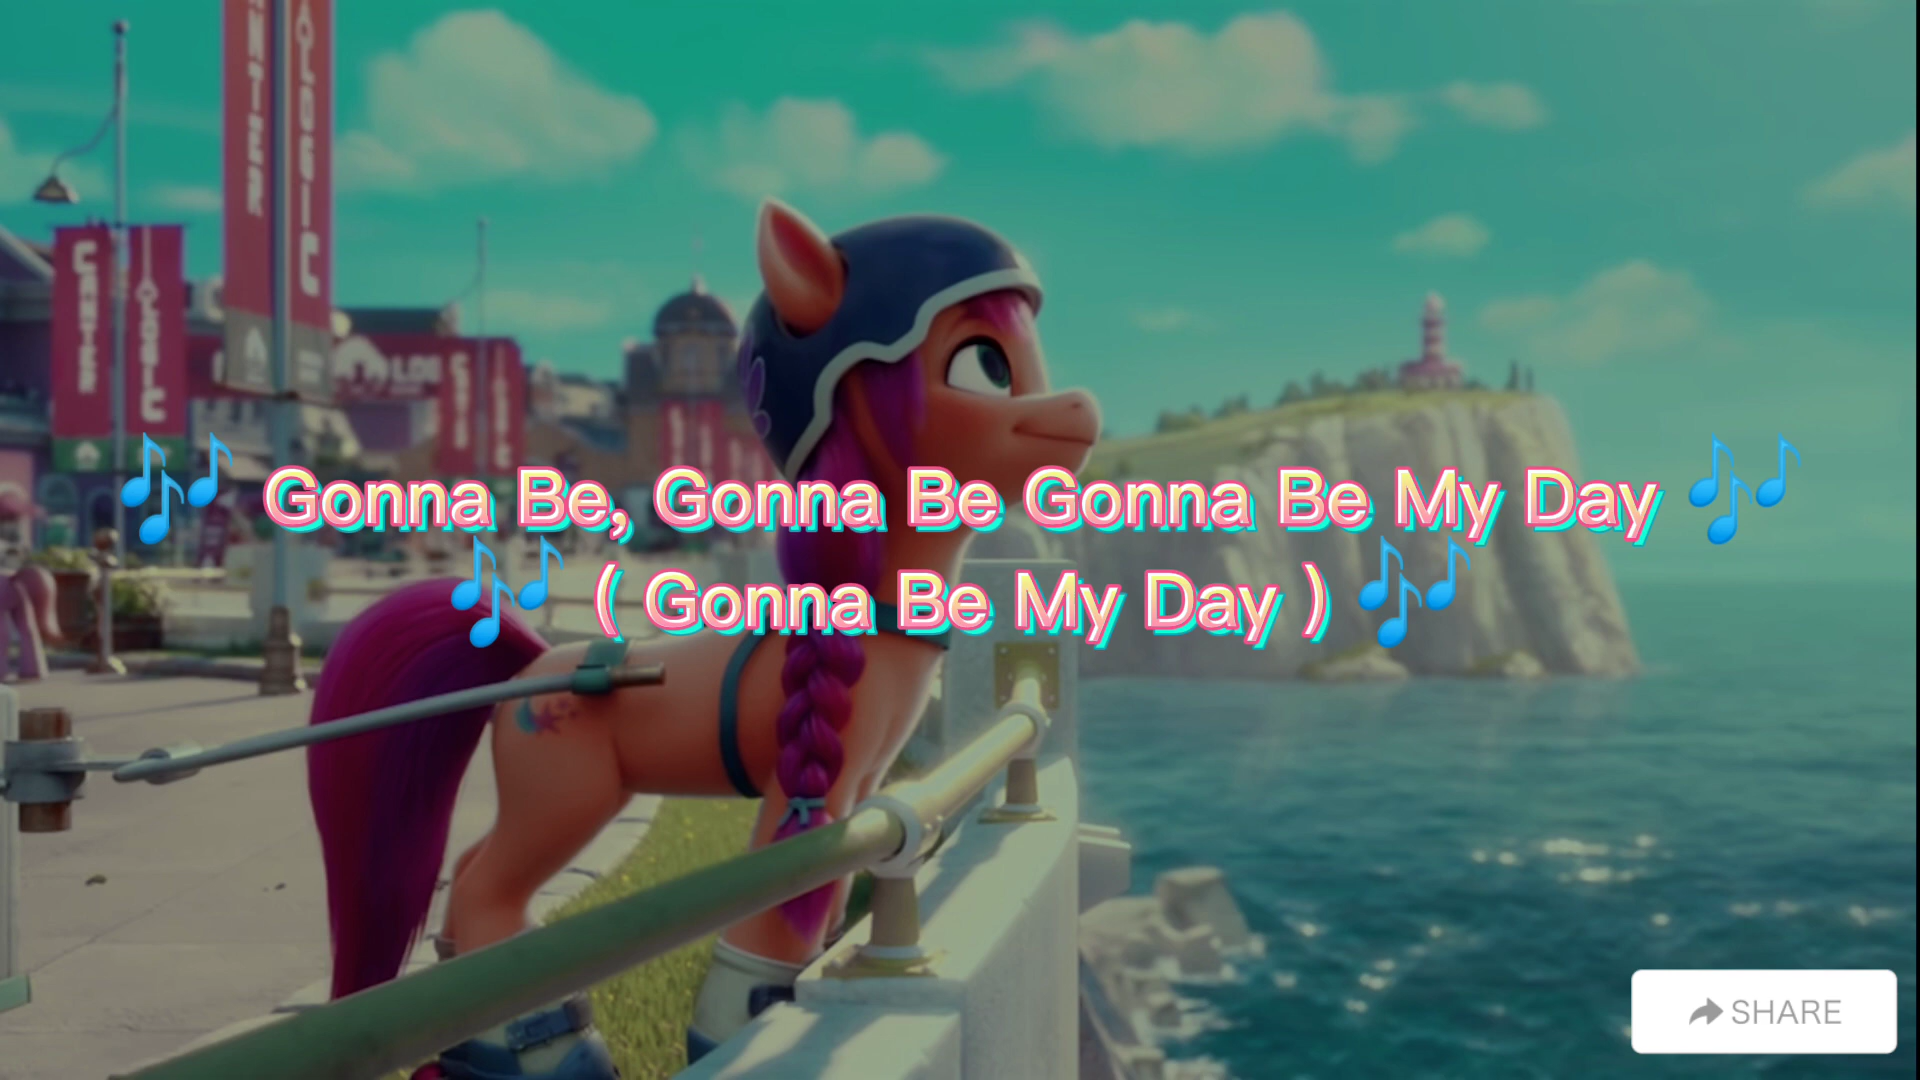 CANTER
LOGIC
CANTER
LOGIC
🎶 Gonna Be, Gonna Be Gonna Be My Day 🎶
🎶 ( Gonna Be My Day ) 🎶
SHARE